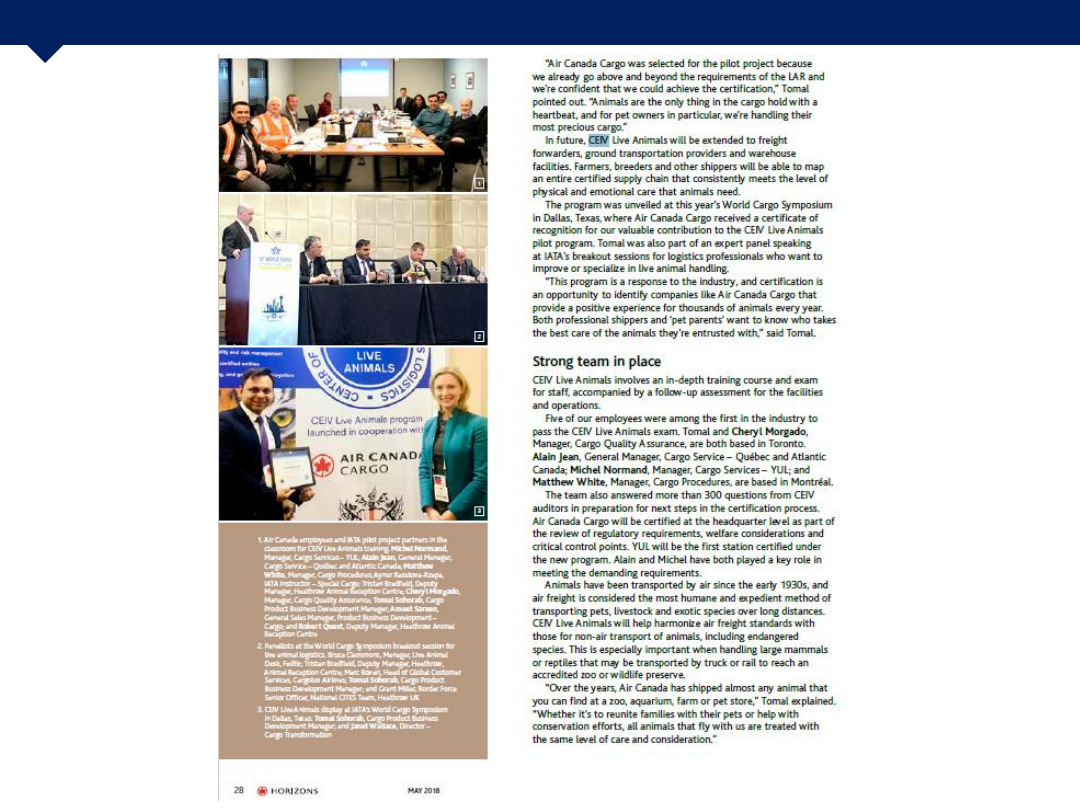 "Air Canada Cargo was selected for the pilot project because
we already go above and beyond the requirements of the LAR and
we're confident that we could achieve the certification," Tomal
pointed out. "Animals are the only thing in the cargo hold with a
heartbeat, and for pet owners in particular, we're handling their
most precious cargo."
In future, CEIV Live Animals will be extended to freight
forwarders, ground transportation providers and warehouse
facilities. Farmers, breeders and other shippers will be able to map
an entire certified supply chain that consistently meets the level of
physical and emotional care that animals need.
The program was unveiled at this year's World Cargo Symposium
in Dallas, Texas, where Air Canada Cargo received a certificate of
recognition for our valuable contribution to the CEIV Live Animals
pilot program. Tomal was also part of an expert panel speaking
at IATA's breakout sessions for logistics professionals who want to
improve or specialize in live animal handling.
"This program is a response to the industry, and certification is
an opportunity to identify companies like Air Canada Cargo that
provide a positive experience for thousands of animals every year.
Both professional shippers and 'pet parents' want to know who takes
the best care of the animals they're entrusted with," said Tomal.
Strong team in place
CEIV Live Animals involves an in-depth training course and exam
for staff, accompanied by a follow-up assessment for the facilities
and operations.
Five of our employees were among the first in the industry to
pass the CEIV Live Animals exam. Tomal and Cheryl Morgado,
Manager, Cargo Quality Assurance, are both based in Toronto.
Alain Jean, General Manager, Cargo Service – Québec and Atlantic
Canada; Michel Normand, Manager, Cargo Services – YUL; and
Matthew White, Manager, Cargo Procedures, are based in Montréal.
The team also answered more than 300 questions from CEIV
auditors in preparation for next steps in the certification process.
Air Canada Cargo will be certified at the headquarter level as part of
the review of regulatory requirements, welfare considerations and
critical control points. YUL will be the first station certified under
the new program. Alain and Michel have both played a key role in
meeting the demanding requirements.
Animals have been transported by air since the early 1930s, and
air freight is considered the most humane and expedient method of
transporting pets, livestock and exotic species over long distances.
CEIV Live Animals will help harmonize air freight standards with
those for non-air transport of animals, including endangered
species. This is especially important when handling large mammals
or reptiles that may be transported by truck or rail to reach an
accredited zoo or wildlife preserve.
"Over the years, Air Canada has shipped almost any animal that
you can find at a zoo, aquarium, farm or pet store," Tomal explained.
"Whether it's to reunite families with their pets or help with
conservation efforts, all animals that fly with us are treated with
the same level of care and consideration."
1
2
ity and risk management
certified entities
LIVE
ANIMALS
CENTER OF
LOGISTICS
CEIV Live Animals program
launched in cooperation with
AIR CANADA
CARGO
3
1. Air Canada employees and IATA pilot project partners in the
classroom for CEIV Live Animals training. Michel Normand,
Manager, Cargo Services – YUL; Alain Jean, General Manager,
Cargo Service – Québec and Atlantic Canada; Matthew
White, Manager, Cargo Procedures; Aynur Rasulova-Rzapa,
IATA Instructor – Special Cargo; Tristan Bradfield, Deputy
Manager, Heathrow Animal Reception Centre; Cheryl Morgado,
Manager, Cargo Quality Assurance; Tomal Sohorab, Cargo
Product Business Development Manager; Ameet Sareen,
General Sales Manager, Product Business Development –
Cargo; and Robert Quest, Deputy Manager, Heathrow Animal
Reception Centre
2. Panellists at the World Cargo Symposium breakout session for
live animal logistics. Bruce Clemmons, Manager, Live Animal
Desk, FedEx; Tristan Bradfield, Deputy Manager, Heathrow,
Animal Reception Centre; Marc Rovari, Head of Global Customer
Services, Cargolux Airlines; Tomal Sohorab, Cargo Product
Business Development Manager; and Grant Miller, Border Force
Senior Officer, National CITES Team, Heathrow UK
3. CEIV Live Animals display at IATA's World Cargo Symposium
in Dallas, Texas: Tomal Sohorab, Cargo Product Business
Development Manager; and Janet Wallace, Director –
Cargo Transformation
28 HORIZONS MAY 2018